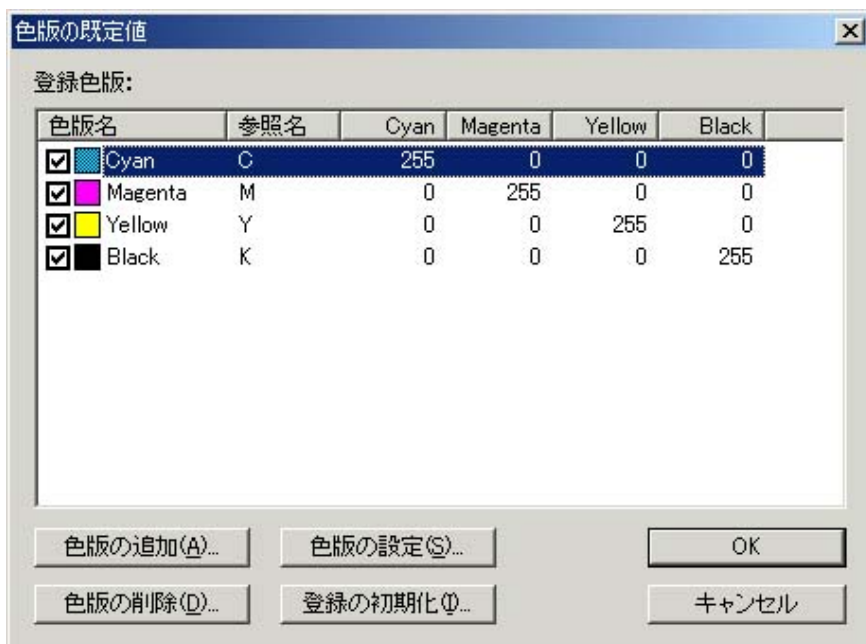 色版の既定値
登録色版:
色版名 参照名 Cyan Magenta Yellow Black
Cyan C 255 0 0 0
Magenta M 0 255 0 0
Yellow Y 0 0 255 0
Black K 0 0 0 255
色版の追加(A)... 色版の設定(S)... OK
色版の削除(D)... 登録の初期化(I)... キャンセル